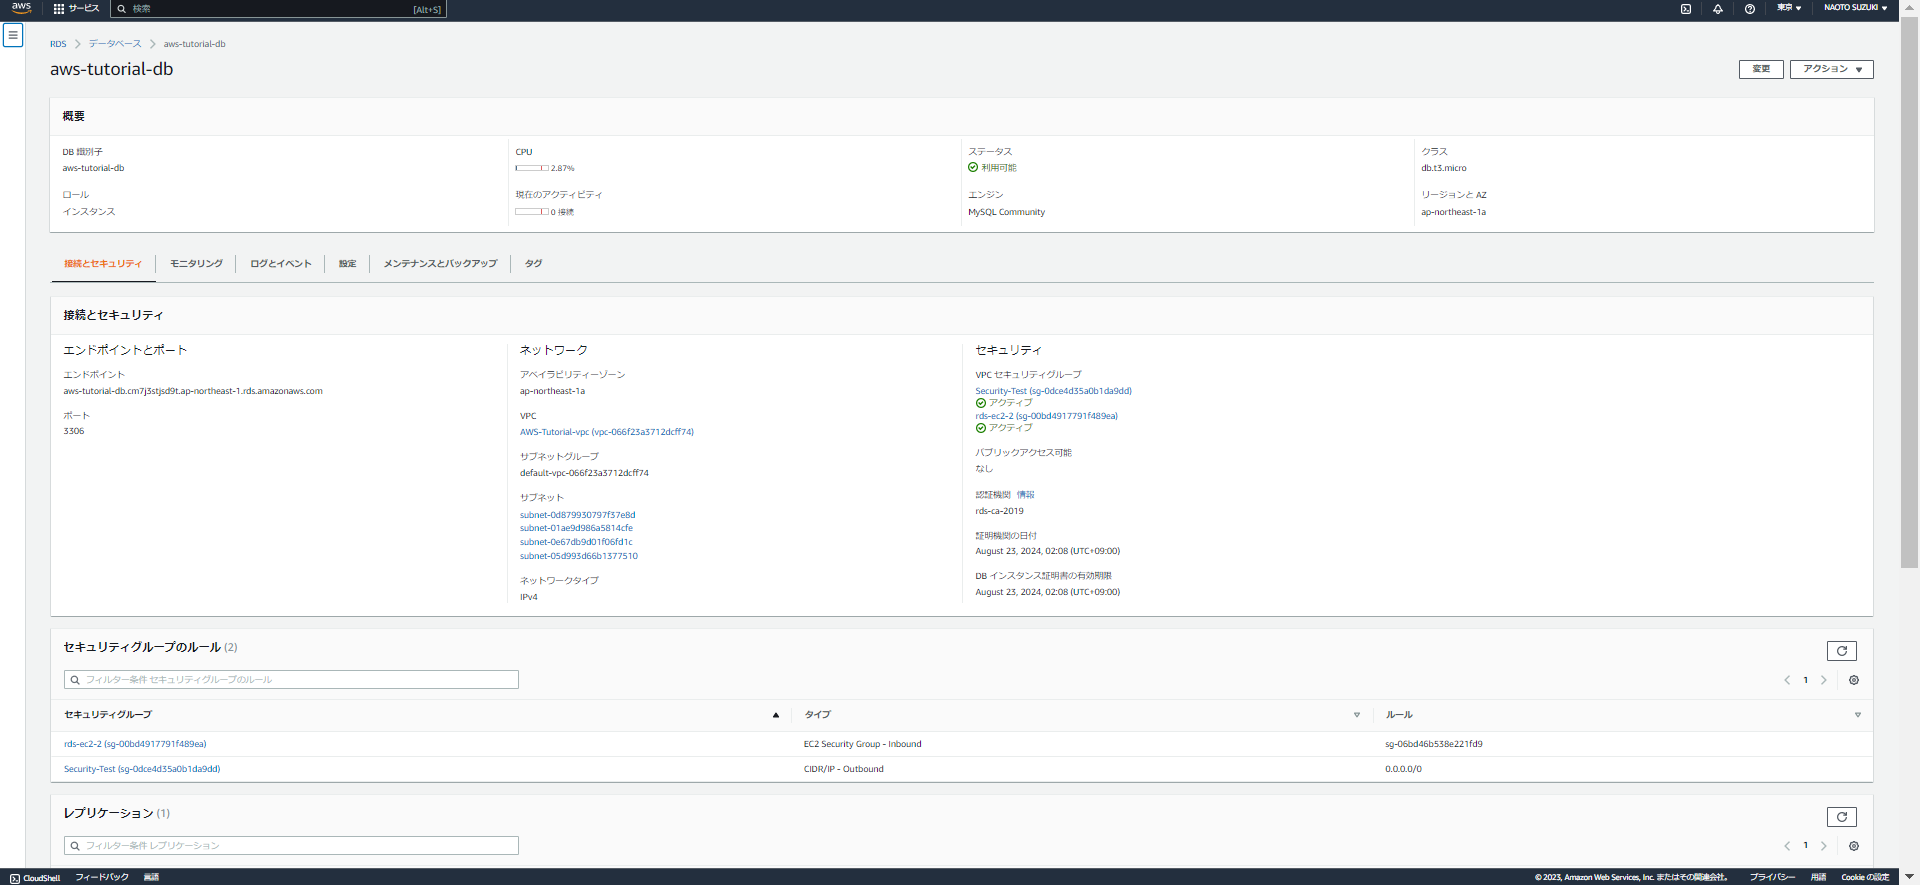 aws
サービス
検索
[Alt+S]
東京
NAOTO SUZUKI
RDS
データベース
aws-tutorial-db
aws-tutorial-db
変更
アクション
概要
DB 識別子
aws-tutorial-db
CPU
2.87%
ステータス
利用可能
クラス
db.t3.micro
ロール
インスタンス
現在のアクティビティ
0 接続
エンジン
MySQL Community
リージョンと AZ
ap-northeast-1a
接続とセキュリティ
モニタリング
ログとイベント
設定
メンテナンスとバックアップ
タグ
接続とセキュリティ
エンドポイントとポート
エンドポイント
aws-tutorial-db.cm7j3stjsd9t.ap-northeast-1.rds.amazonaws.com
ポート
3306
ネットワーク
アベイラビリティーゾーン
ap-northeast-1a
VPC
AWS-Tutorial-vpc (vpc-066f23a3712dcff74)
サブネットグループ
default-vpc-066f23a3712dcff74
サブネット
subnet-0d879930797f37e8d
subnet-01ae9d986a5814cfe
subnet-0e67db9d01f06fd1c
subnet-05d993d66b1377510
ネットワークタイプ
IPv4
セキュリティ
VPC セキュリティグループ
Security-Test (sg-0dce4d35a0b1da9dd)
アクティブ
rds-ec2-2 (sg-00bd4917791f489ea)
アクティブ
パブリックアクセス可能
なし
認証機関 情報
rds-ca-2019
証明機関の日付
August 23, 2024, 02:08 (UTC+09:00)
DB インスタンス証明書の有効期限
August 23, 2024, 02:08 (UTC+09:00)
セキュリティグループのルール (2)
フィルター条件 セキュリティグループのルール
1
セキュリティグループ
タイプ
ルール
rds-ec2-2 (sg-00bd4917791f489ea)
EC2 Security Group - Inbound
sg-06bd46b538e221fd9
Security-Test (sg-0dce4d35a0b1da9dd)
CIDR/IP - Outbound
0.0.0.0/0
レプリケーション (1)
フィルター条件 レプリケーション
1
CloudShell
フィードバック
言語
© 2023, Amazon Web Services, Inc. またはその関連会社。
プライバシー
用語
Cookie の設定